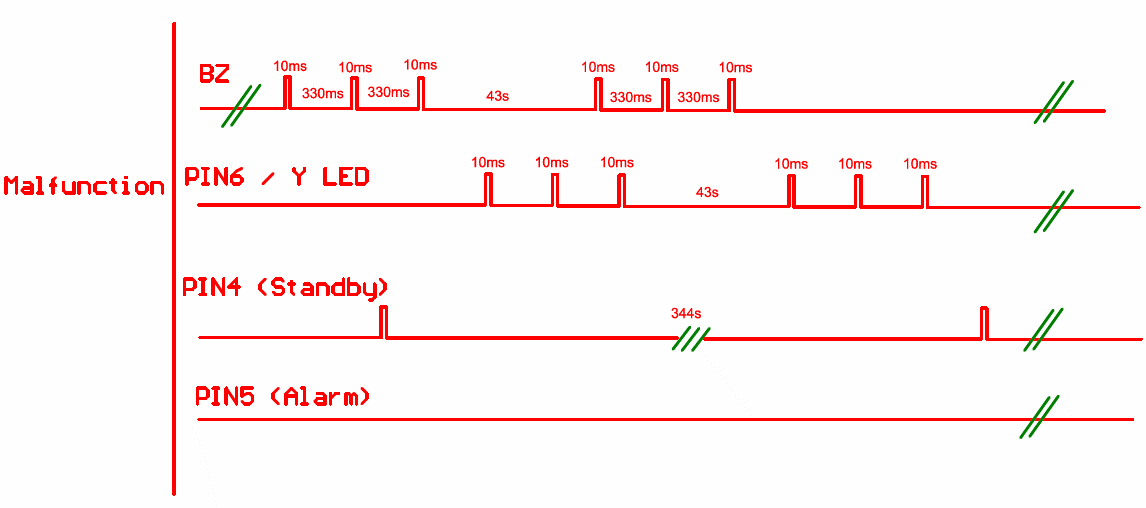 BZ
10ms 10ms 10ms 10ms 10ms 10ms
330ms 330ms 43s 330ms 330ms
Malfunction
PIN6 / Y LED
10ms 10ms 10ms 10ms 10ms 10ms
43s
PIN4 (Standby)
344s
PIN5 (Alarm)